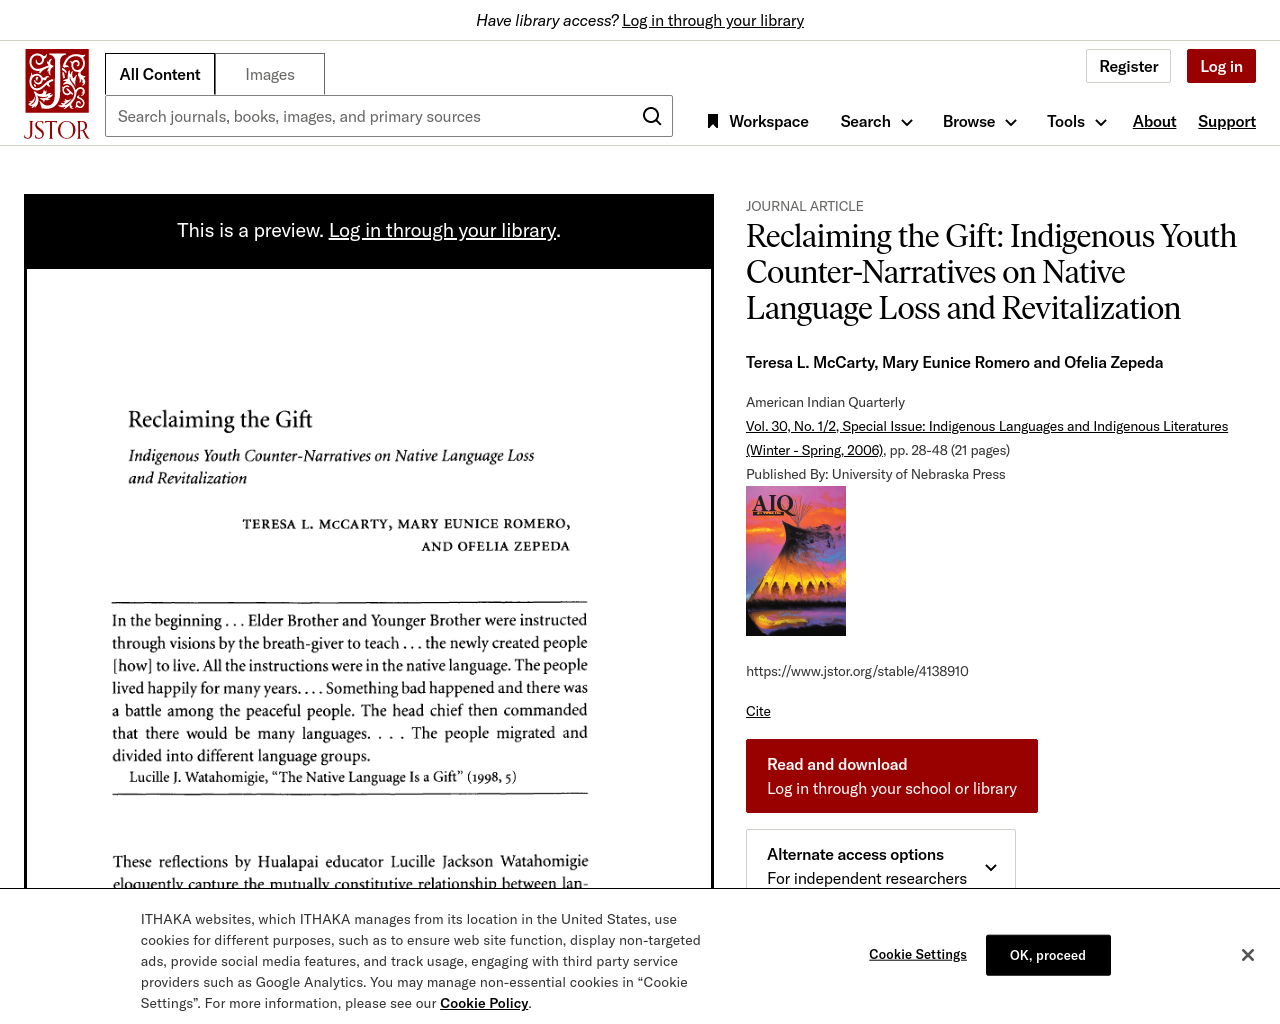 Have library access? Log in through your library
JSTOR
All Content
Images
Register
Log in
Search journals, books, images, and primary sources
Workspace
Search
Browse
Tools
About
Support
This is a preview. Log in through your library.
Reclaiming the Gift
Indigenous Youth Counter-Narratives on Native Language Loss
and Revitalization
TERESA L. McCARTY, MARY EUNICE ROMERO,
AND OFELIA ZEPEDA
In the beginning . . . Elder Brother and Younger Brother were instructed
through visions by the breath-giver to teach . . . the newly created people
[how] to live. All the instructions were in the native language. The people
lived happily for many years. . . . Something bad happened and there was
a battle among the peaceful people. The head chief then commanded
that there would be many languages. . . . The people migrated and
divided into different language groups.
Lucille J. Watahomigie, “The Native Language Is a Gift” (1998, 5)
These reflections by Hualapai educator Lucille Jackson Watahomigie
eloquently capture the mutually constitutive relationship between lan-
JOURNAL ARTICLE
Reclaiming the Gift: Indigenous Youth
Counter-Narratives on Native
Language Loss and Revitalization
Teresa L. McCarty, Mary Eunice Romero and Ofelia Zepeda
American Indian Quarterly
Vol. 30, No. 1/2, Special Issue: Indigenous Languages and Indigenous Literatures
(Winter - Spring, 2006), pp. 28-48 (21 pages)
Published By: University of Nebraska Press
AIQ
https://www.jstor.org/stable/4138910
Cite
Read and download
Log in through your school or library
Alternate access options
For independent researchers
ITHAKA websites, which ITHAKA manages from its location in the United States, use
cookies for different purposes, such as to ensure web site function, display non-targeted
ads, provide social media features, and track usage, engaging with third party service
providers such as Google Analytics. You may manage non-essential cookies in “Cookie
Settings”. For more information, please see our Cookie Policy.
Cookie Settings
OK, proceed